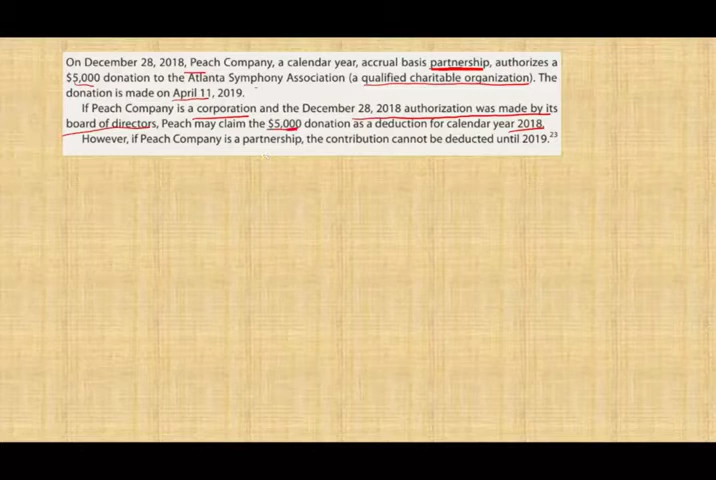 On December 28, 2018, Peach Company, a calendar year, accrual basis partnership, authorizes a
$5,000 donation to the Atlanta Symphony Association (a qualified charitable organization). The
donation is made on April 11, 2019.
If Peach Company is a corporation and the December 28, 2018 authorization was made by its
board of directors, Peach may claim the $5,000 donation as a deduction for calendar year 2018.
However, if Peach Company is a partnership, the contribution cannot be deducted until 2019.23